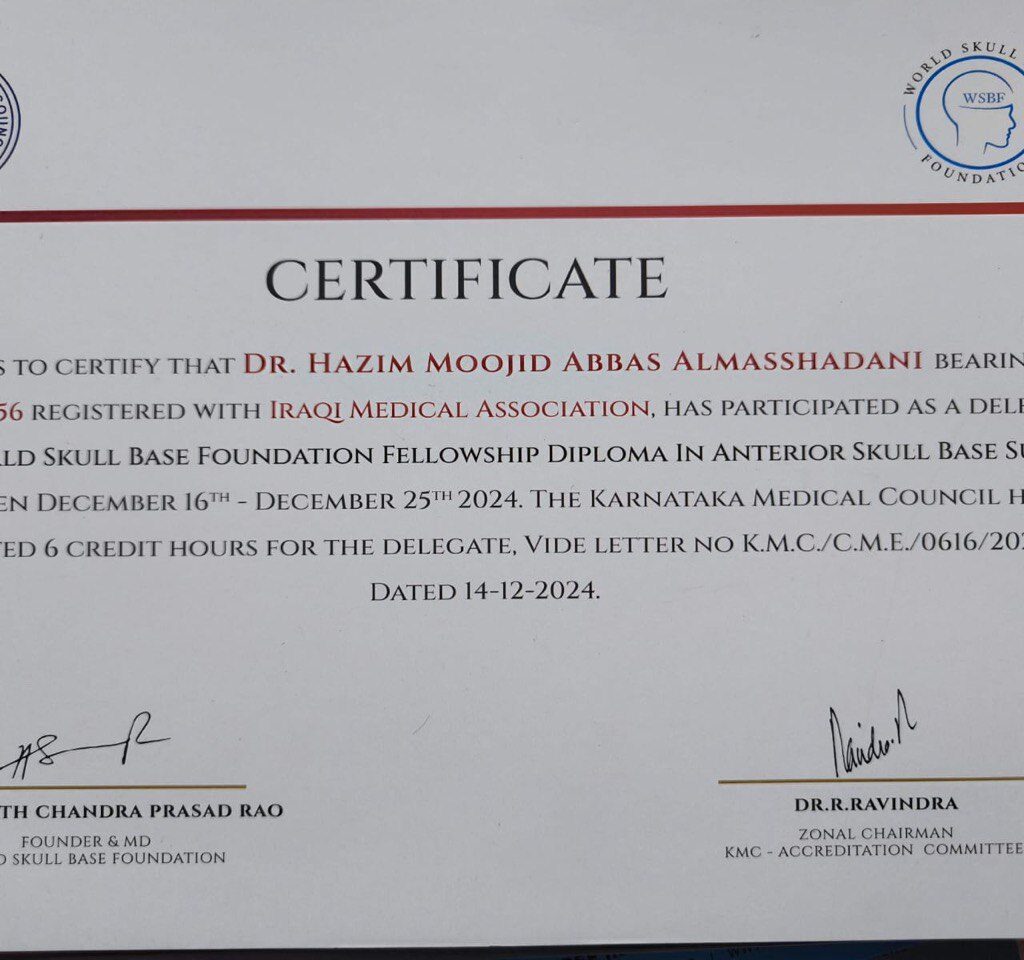 WORLD SKULL
WSBF
FOUNDATIO
CERTIFICATE
S TO CERTIFY THAT DR. HAZIM MOOJID ABBAS ALMASSHADANI BEARIN
56 REGISTERED WITH IRAQI MEDICAL ASSOCIATION, HAS PARTICIPATED AS A DELE
LD SKULL BASE FOUNDATION FELLOWSHIP DIPLOMA IN ANTERIOR SKULL BASE SU
EN DECEMBER 16TH - DECEMBER 25TH 2024. THE KARNATAKA MEDICAL COUNCIL H
TED 6 CREDIT HOURS FOR THE DELEGATE, VIDE LETTER NO K.M.C./C.M.E./0616/202
DATED 14-12-2024.
TH CHANDRA PRASAD RAO
FOUNDER & MD
D SKULL BASE FOUNDATION
DR.R.RAVINDRA
ZONAL CHAIRMAN
KMC - ACCREDITATION COMMITTEE